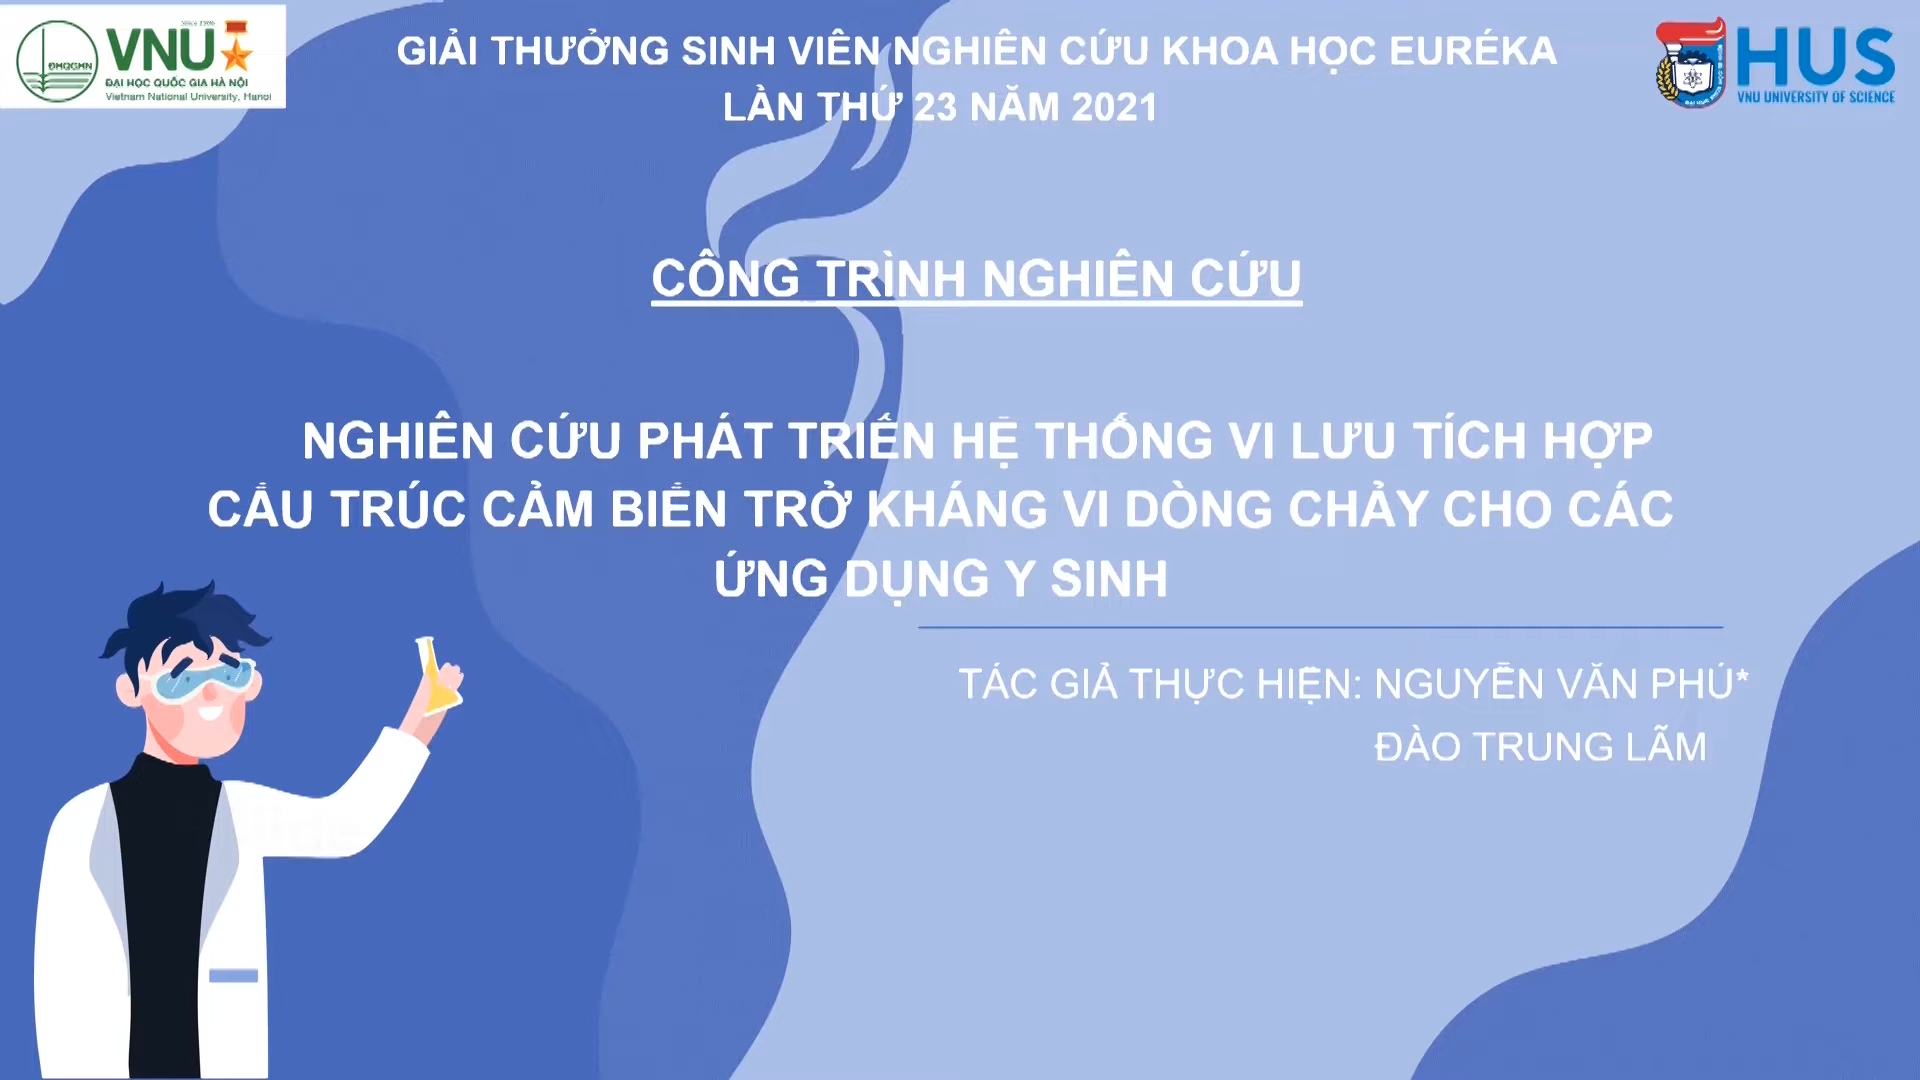 Since 1906
ĐHQGHN
VNU
ĐẠI HỌC QUỐC GIA HÀ NỘI
Vietnam National University, Hanoi
GIẢI THƯỞNG SINH VIÊN NGHIÊN CỨU KHOA HỌC EURÉKA
LẦN THỨ 23 NĂM 2021
HUS
VNU UNIVERSITY OF SCIENCE
CÔNG TRÌNH NGHIÊN CỨU
NGHIÊN CỨU PHÁT TRIỂN HỆ THỐNG VI LƯU TÍCH HỢP
CẤU TRÚC CẢM BIẾN TRỞ KHÁNG VI DÒNG CHẢY CHO CÁC
ỨNG DỤNG Y SINH
TÁC GIẢ THỰC HIỆN: NGUYỄN VĂN PHÚ*
ĐÀO TRUNG LÃM